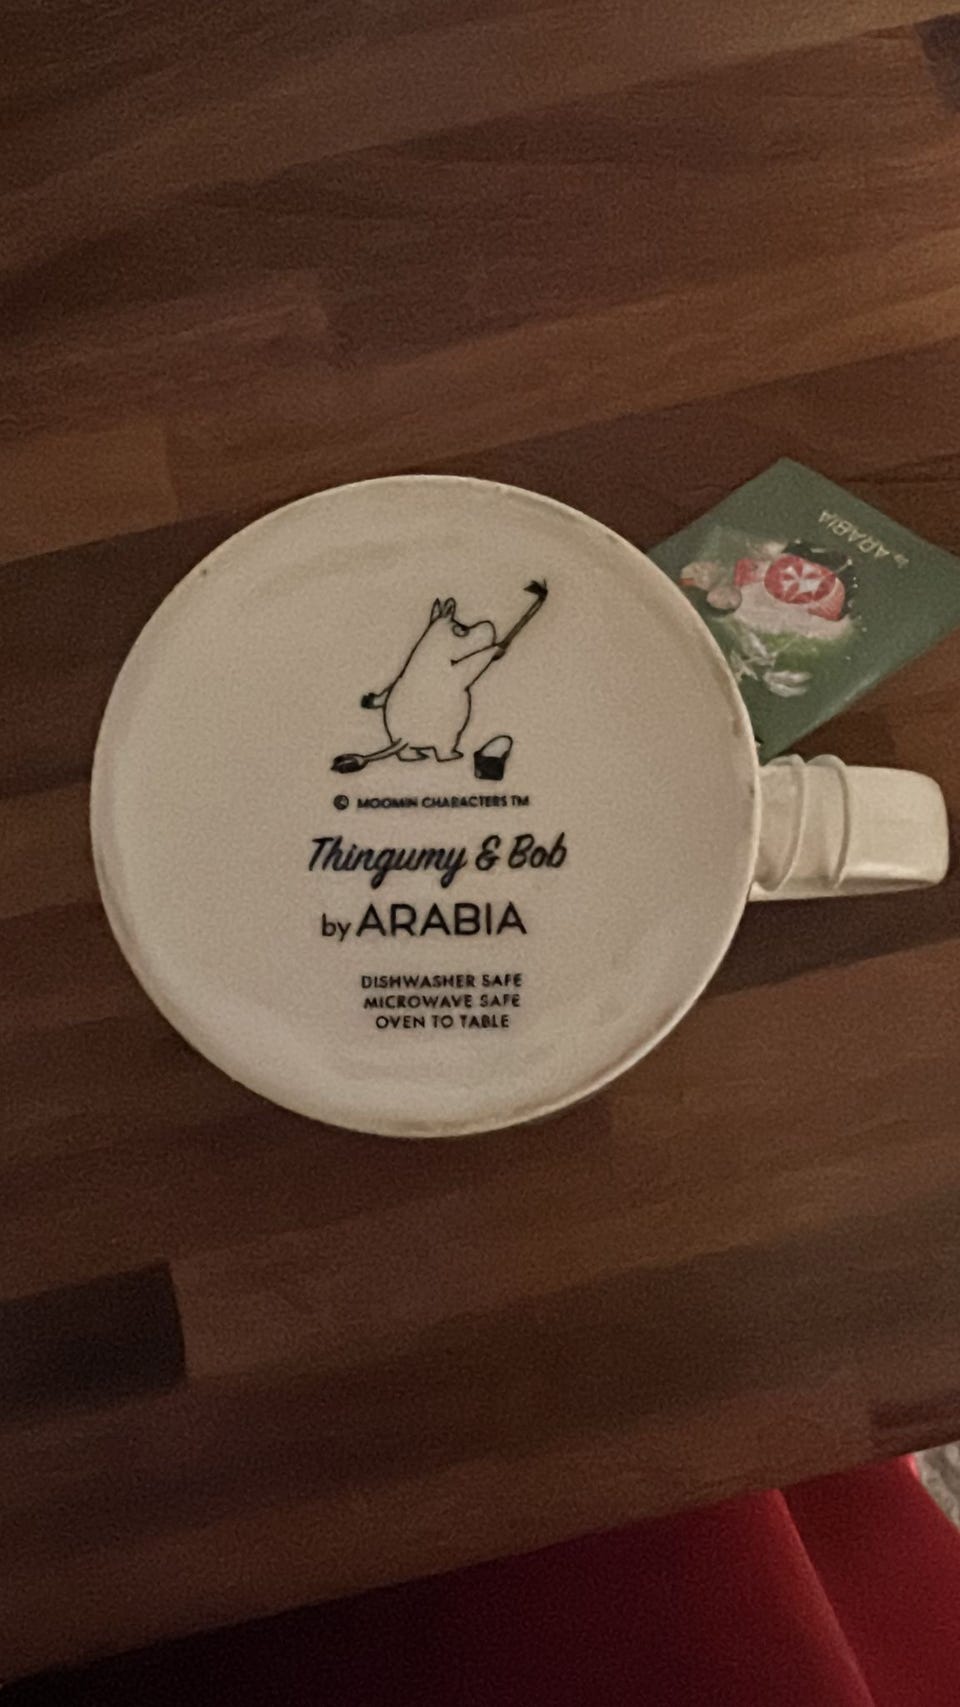 © MOOMIN CHARACTERS TM
Thingumy & Bob
by ARABIA
DISHWASHER SAFE
MICROWAVE SAFE
OVEN TO TABLE
by ARABIA